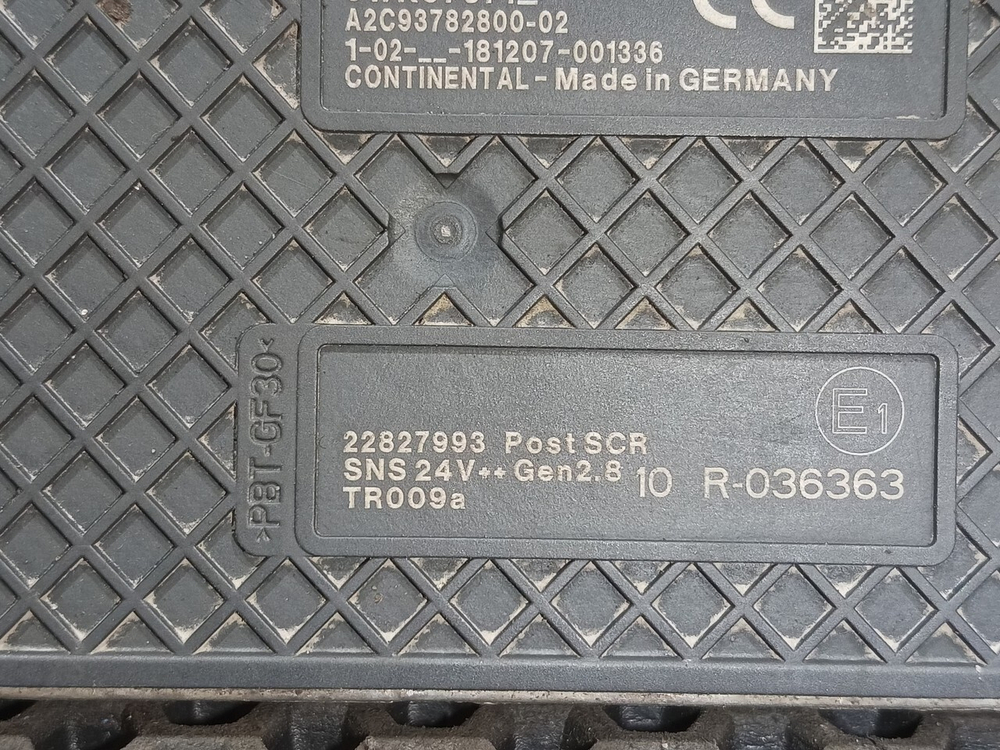 A2C93782800-02
1-02-__-181207-001336
CONTINENTAL - Made in GERMANY
CE
>PBT-GF30<
E1
22827993 Post SCR
SNS 24V++ Gen2.8
TR009a
10 R-036363